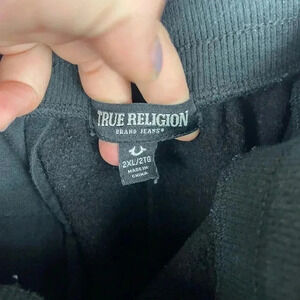 TRUE RELIGION
BRAND JEANS®
2XL/2TG
MADE IN
CHINA